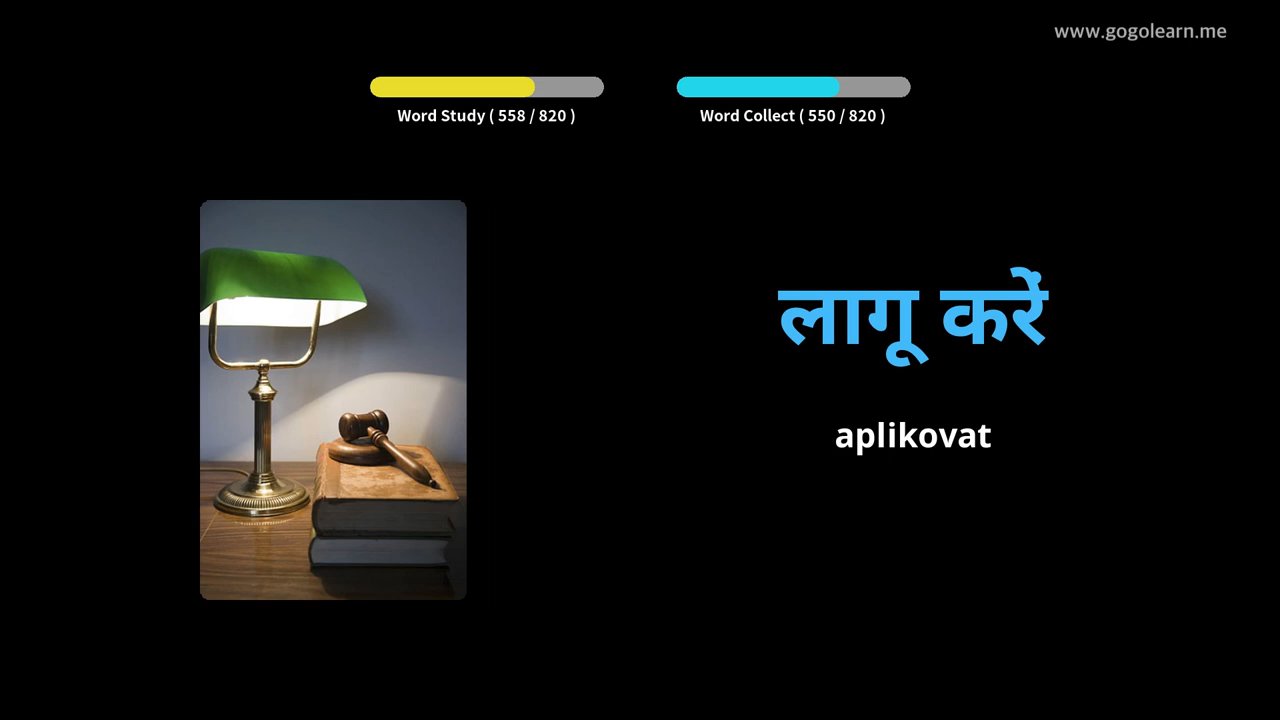 www.gogolearn.me
Word Study ( 558 / 820 )
Word Collect ( 550 / 820 )
लागू करें
aplikovat